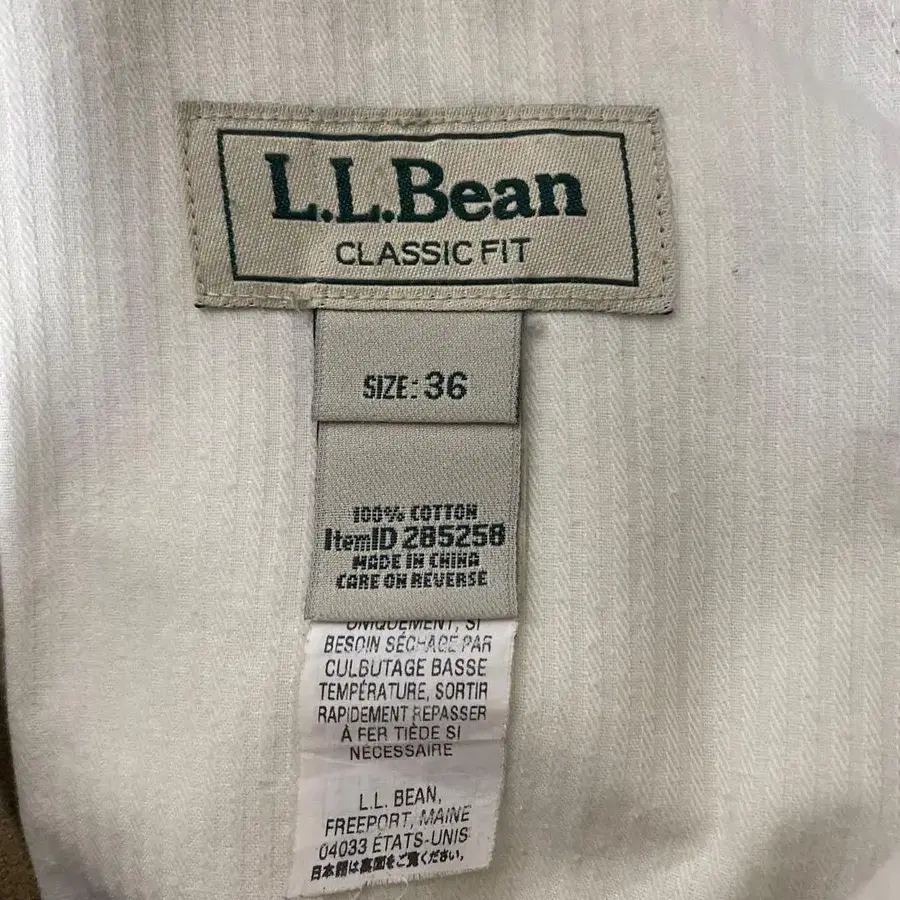 L.L.Bean
CLASSIC FIT
SIZE: 36
100% COTTON
ItemID 285258
MADE IN CHINA
CARE ON REVERSE
UNIQUEMENT, SI
BESOIN SÉCHAGE PAR
CULBUTAGE BASSE
TEMPÉRATURE, SORTIR
RAPIDEMENT REPASSER
À FER TIÈDE SI
NÉCESSAIRE
L.L. BEAN,
FREEPORT, MAINE
04033 ÉTATS-UNIS
日本語は裏面をご覧ください。